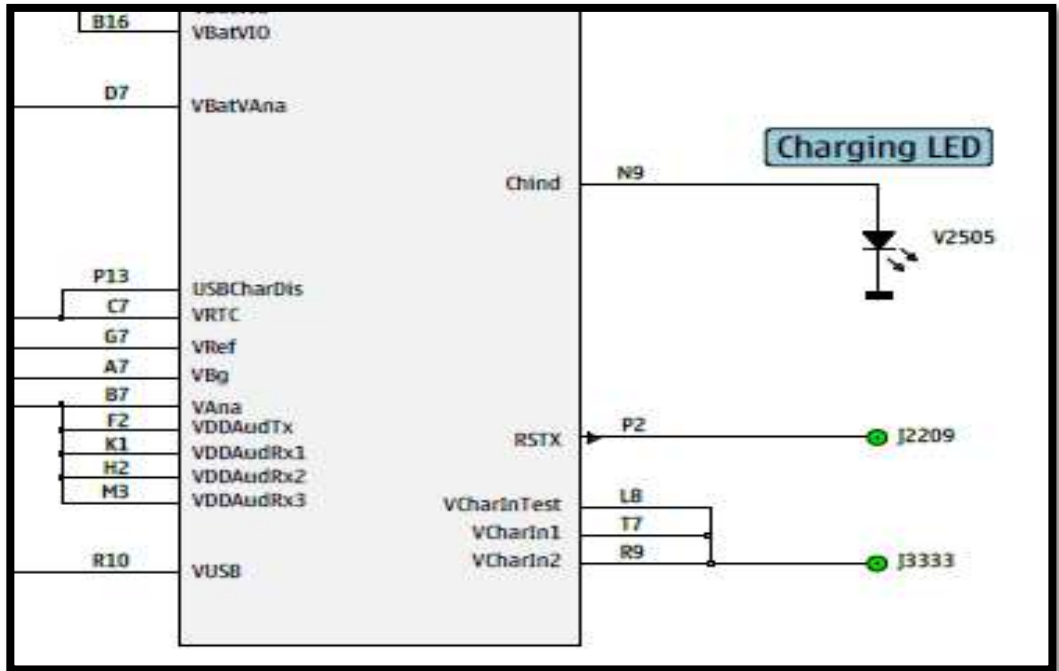 B16
VBatVIO
D7
VBatVAna
Charging LED
Chind
N9
V2505
P13
USBCharDis
C7
VRTC
G7
VRef
A7
VBg
B7
VAna
F2
VDDAudTx
K1
VDDAudRx1
H2
VDDAudRx2
M3
VDDAudRx3
RSTX
P2
J2209
VCharInTest
L8
VCharIn1
T7
VCharIn2
R9
J3333
R10
VUSB